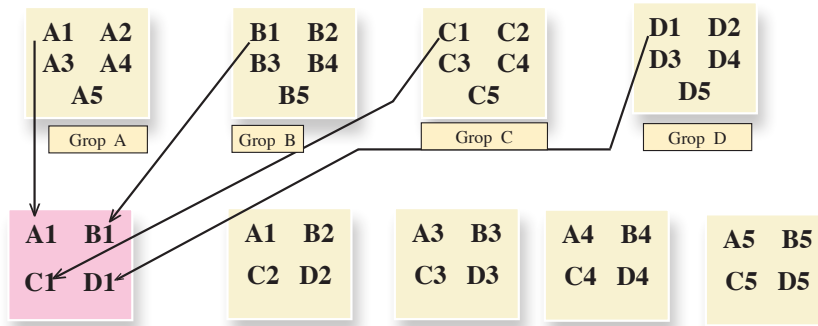 A1 A2
A3 A4
A5
Grop A
B1 B2
B3 B4
B5
Grop B
C1 C2
C3 C4
C5
Grop C
D1 D2
D3 D4
D5
Grop D
A1 B1
C1 D1
A1 B2
C2 D2
A3 B3
C3 D3
A4 B4
C4 D4
A5 B5
C5 D5